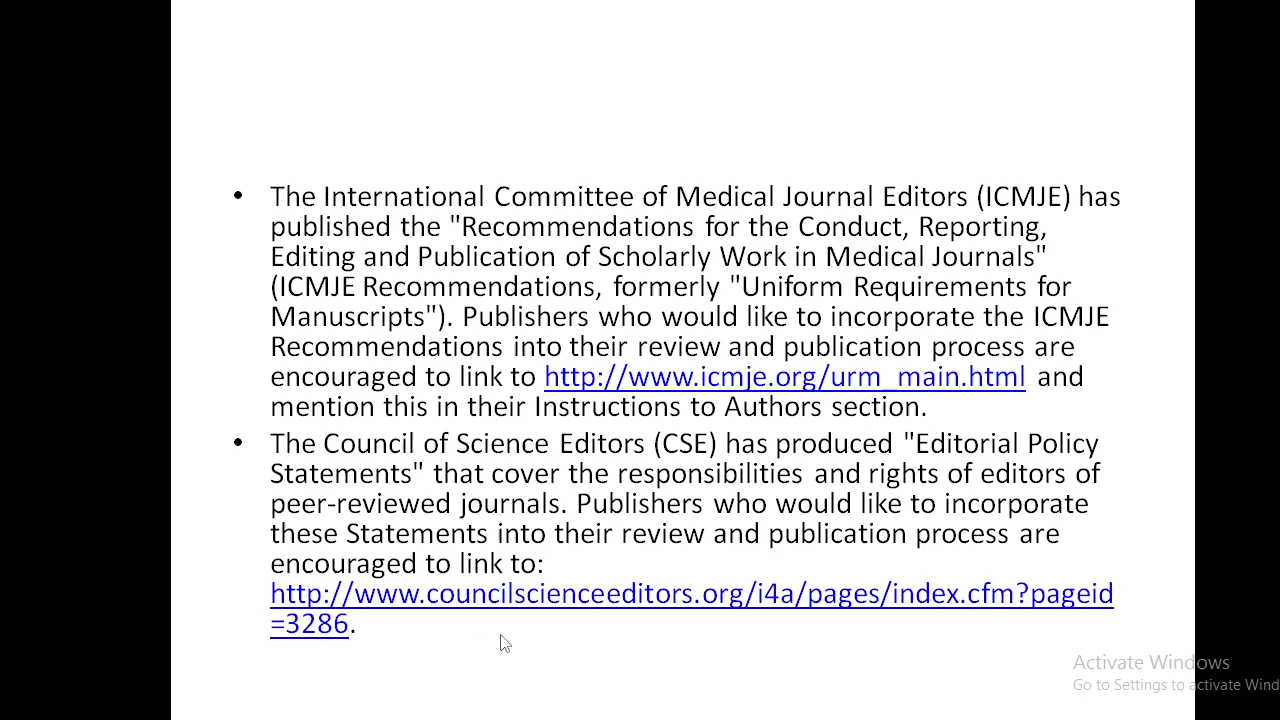 • The International Committee of Medical Journal Editors (ICMJE) has
published the "Recommendations for the Conduct, Reporting,
Editing and Publication of Scholarly Work in Medical Journals"
(ICMJE Recommendations, formerly "Uniform Requirements for
Manuscripts"). Publishers who would like to incorporate the ICMJE
Recommendations into their review and publication process are
encouraged to link to http://www.icmje.org/urm_main.html and
mention this in their Instructions to Authors section.
• The Council of Science Editors (CSE) has produced "Editorial Policy
Statements" that cover the responsibilities and rights of editors of
peer-reviewed journals. Publishers who would like to incorporate
these Statements into their review and publication process are
encouraged to link to:
http://www.councilscienceeditors.org/i4a/pages/index.cfm?pageid
=3286.
Activate Windows
Go to Settings to activate Wind